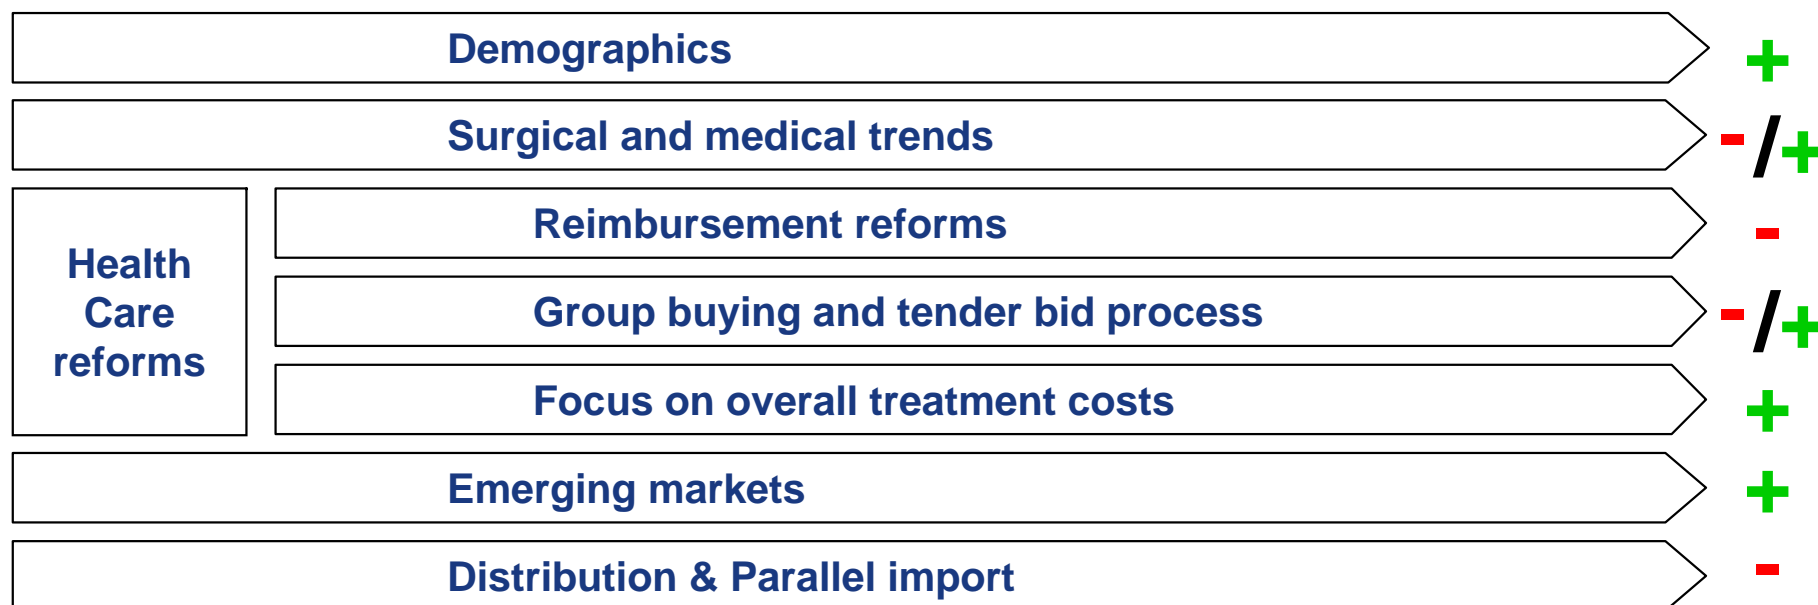 Demographics +
Surgical and medical trends -/+
Health
Care
reforms
Reimbursement reforms -
Group buying and tender bid process -/+
Focus on overall treatment costs +
Emerging markets +
Distribution & Parallel import -